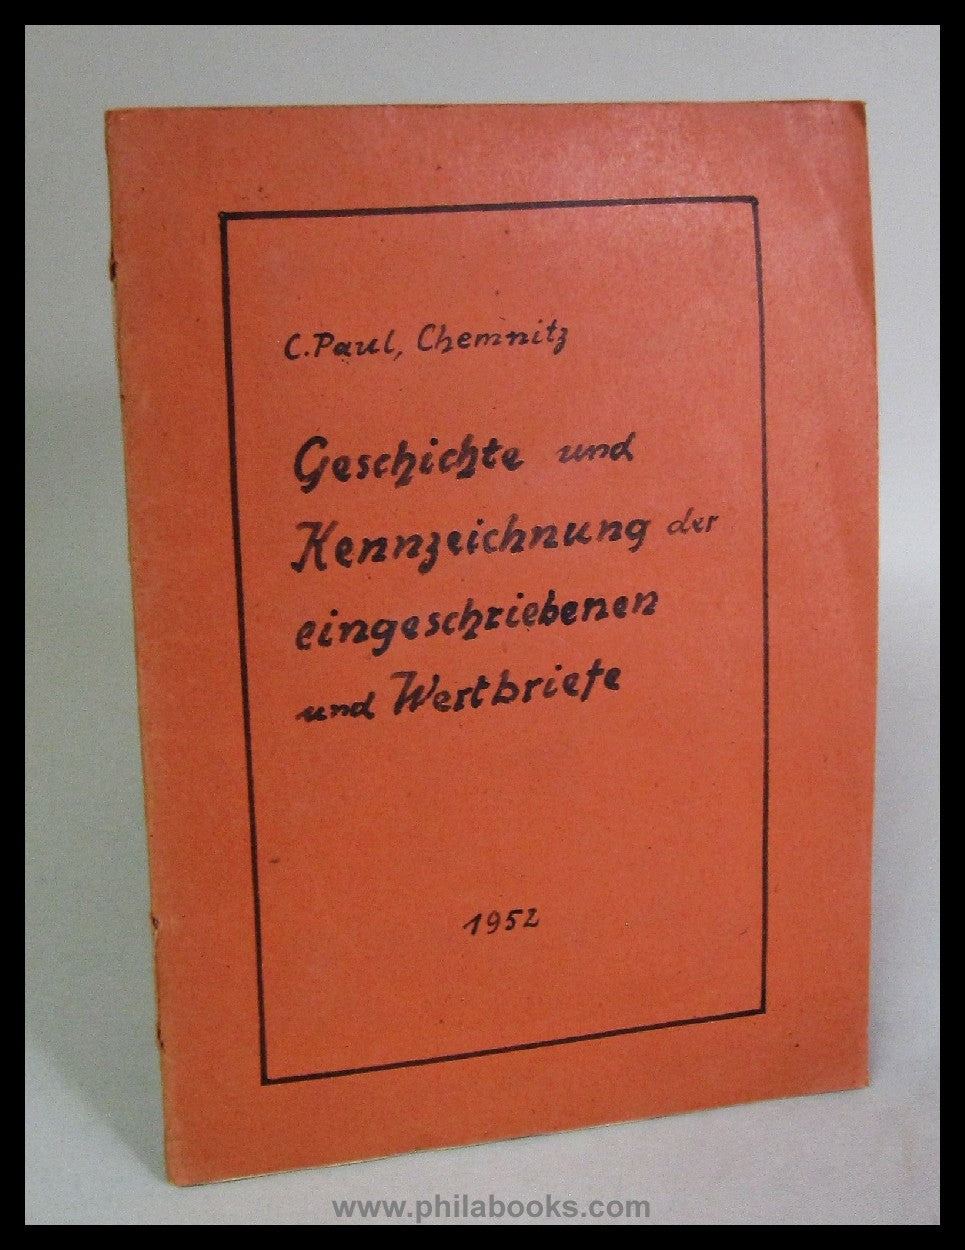 C. Paul, Chemnitz
Geschichte und
Kennzeichnung der
eingeschriebenen
und Wertbriefe
1952
www.philabooks.com